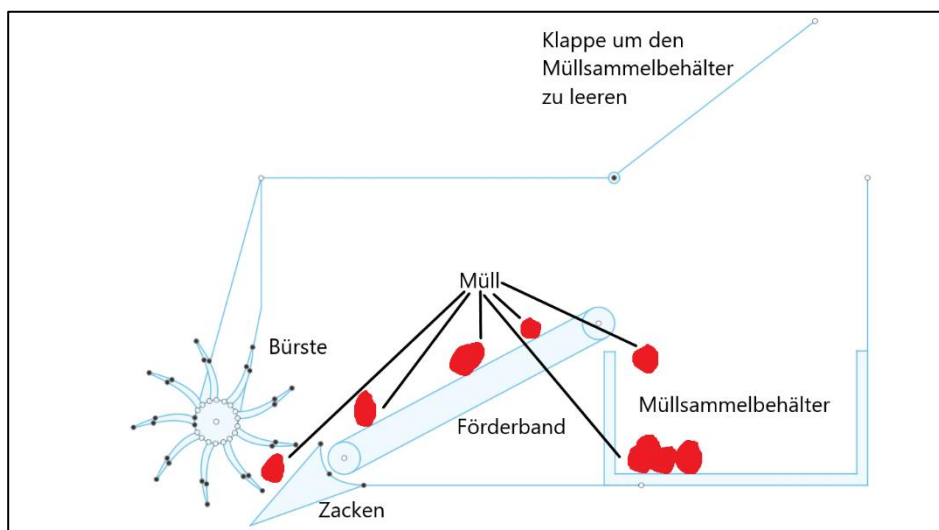 Klappe um den
Müllsammelbehälter
zu leeren
Müll
Bürste
Müllsammelbehälter
Förderband
Zacken